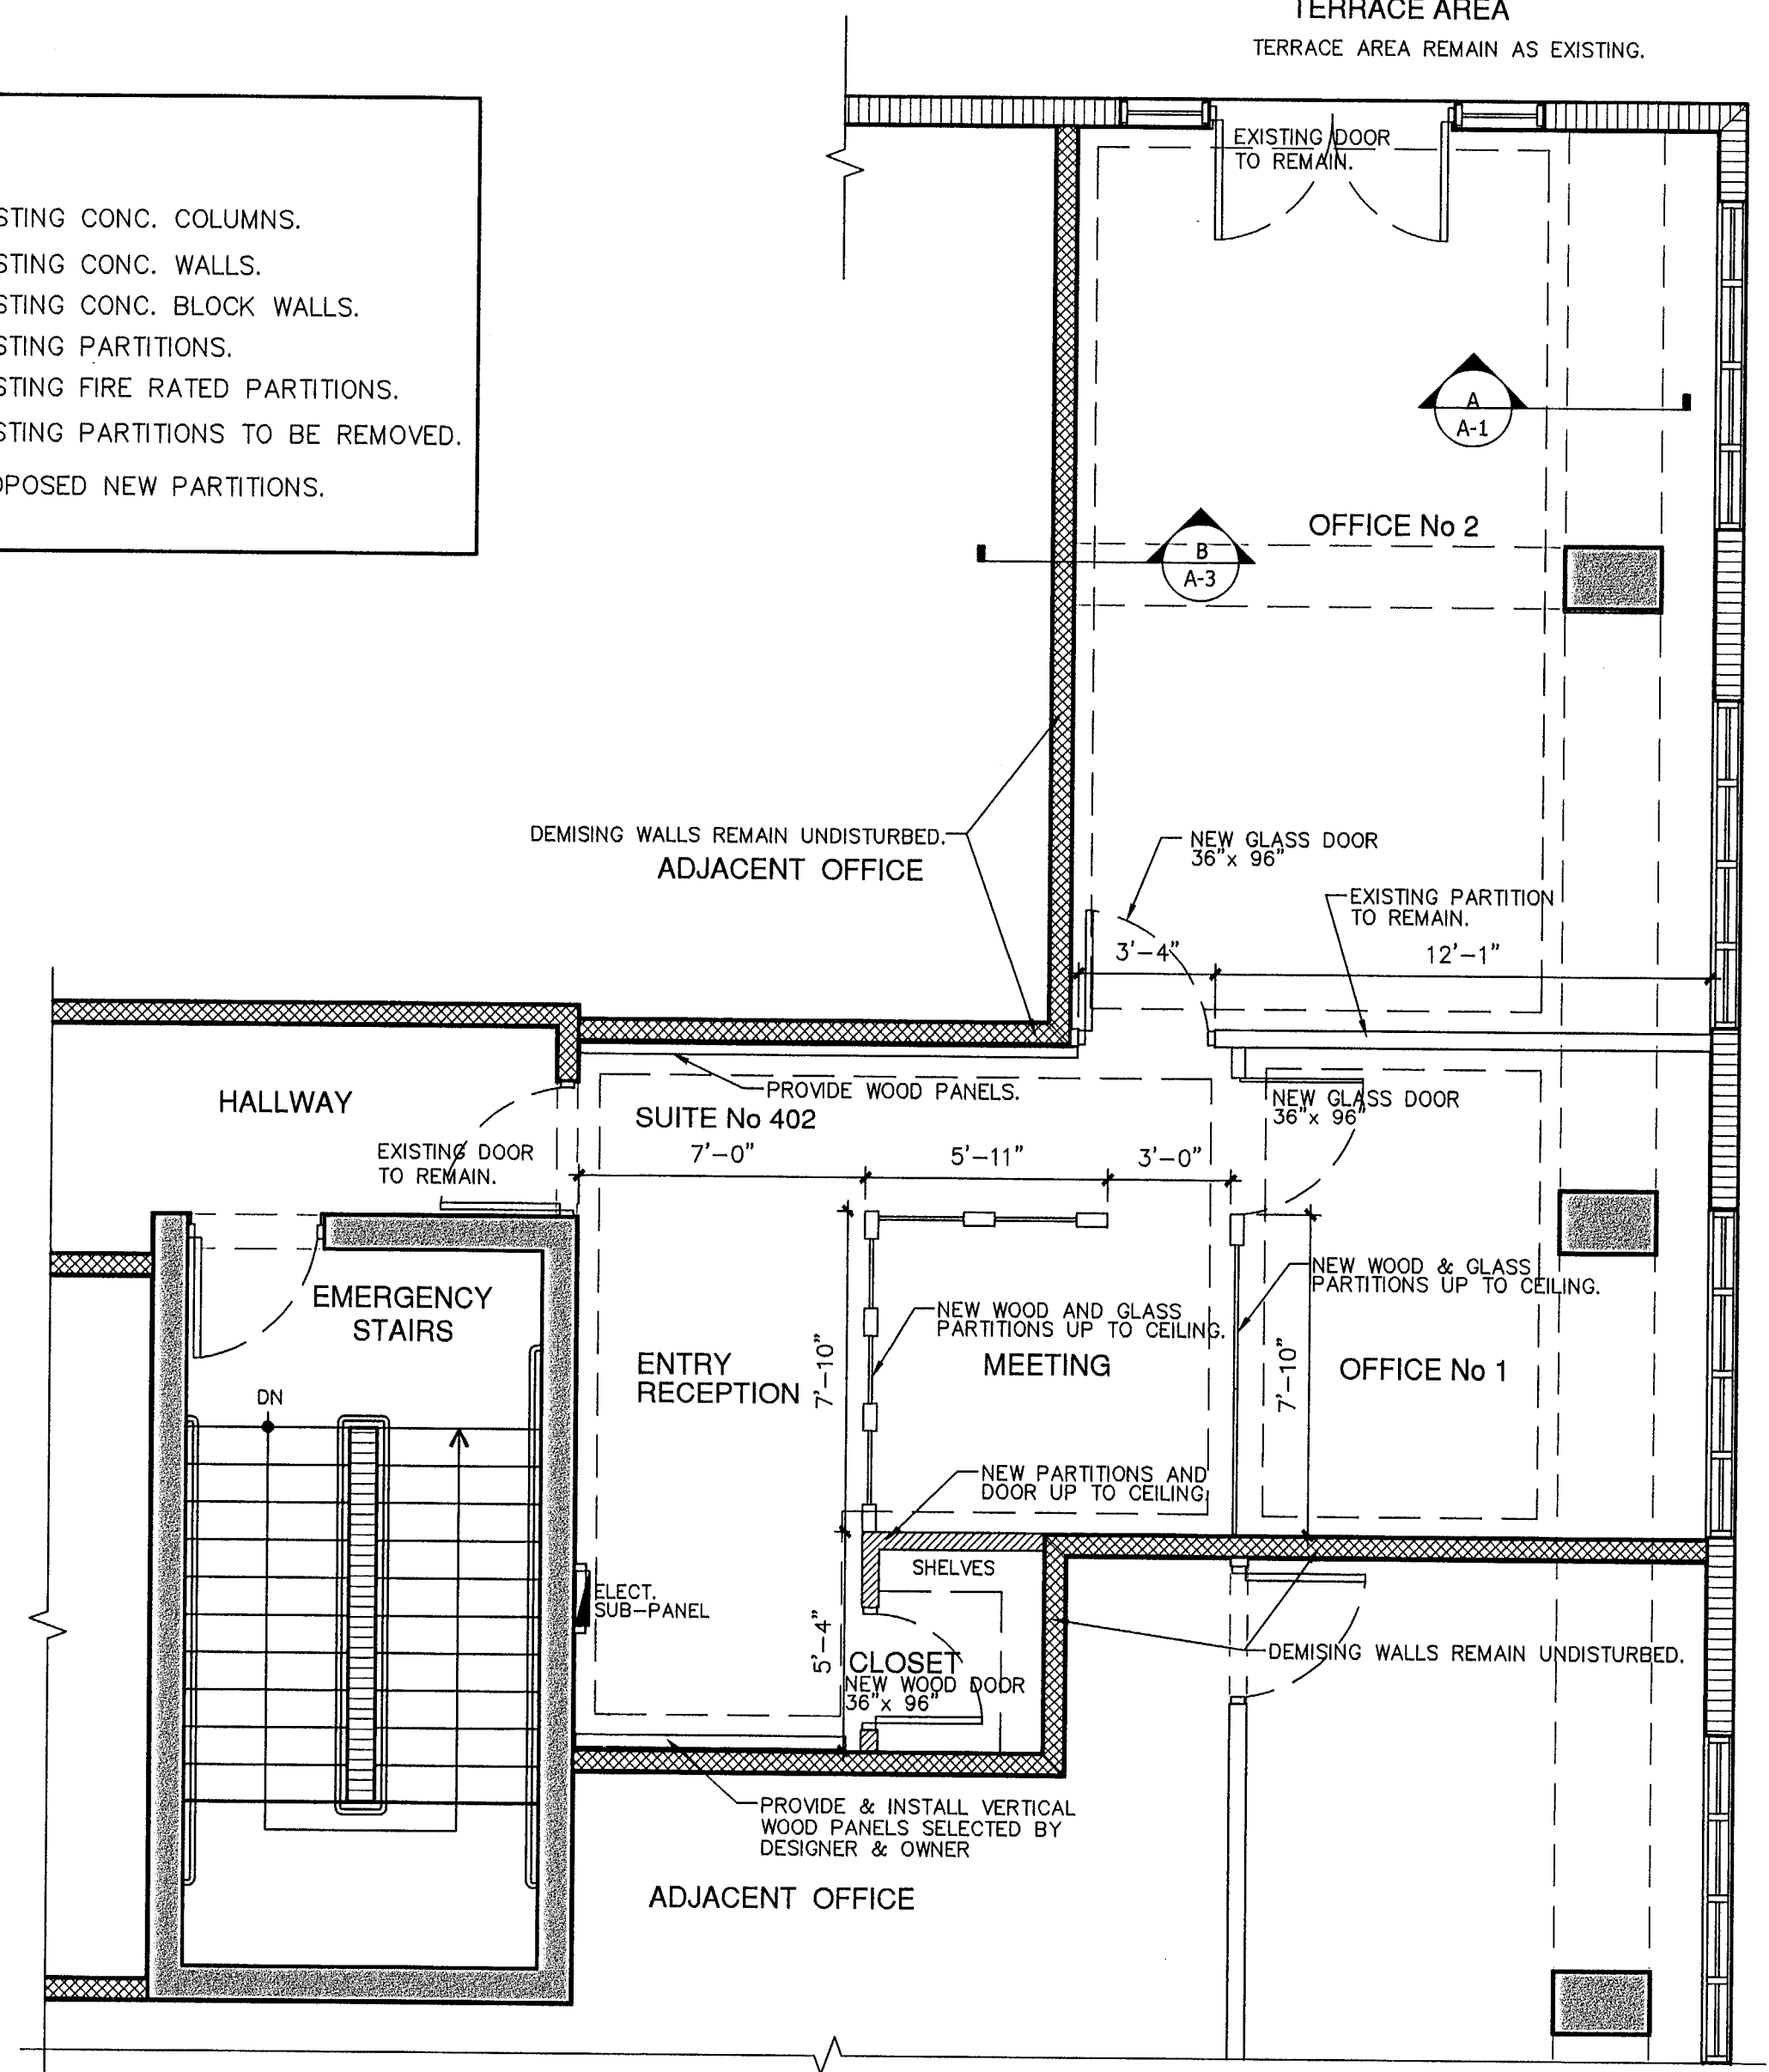 TERRACE AREA
TERRACE AREA REMAIN AS EXISTING.
STING CONC. COLUMNS.
STING CONC. WALLS.
STING CONC. BLOCK WALLS.
STING PARTITIONS.
STING FIRE RATED PARTITIONS.
STING PARTITIONS TO BE REMOVED.
OPOSED NEW PARTITIONS.
EXISTING DOOR
TO REMAIN.
A
A-1
OFFICE No 2
B
A-3
DEMISING WALLS REMAIN UNDISTURBED.
ADJACENT OFFICE
NEW GLASS DOOR
36"x 96"
EXISTING PARTITION
TO REMAIN.
3'-4"
12'-1"
HALLWAY
PROVIDE WOOD PANELS.
SUITE No 402
NEW GLASS DOOR
36"x 96"
EXISTING DOOR
TO REMAIN.
7'-0"
5'-11"
3'-0"
EMERGENCY
STAIRS
NEW WOOD & GLASS
PARTITIONS UP TO CEILING.
NEW WOOD AND GLASS
PARTITIONS UP TO CEILING.
ENTRY
RECEPTION
7'-10"
MEETING
7'-10"
OFFICE No 1
DN
NEW PARTITIONS AND
DOOR UP TO CEILING
SHELVES
ELECT.
SUB-PANEL
5'-4"
CLOSET
NEW WOOD DOOR
36"x 96"
DEMISING WALLS REMAIN UNDISTURBED.
PROVIDE & INSTALL VERTICAL
WOOD PANELS SELECTED BY
DESIGNER & OWNER
ADJACENT OFFICE